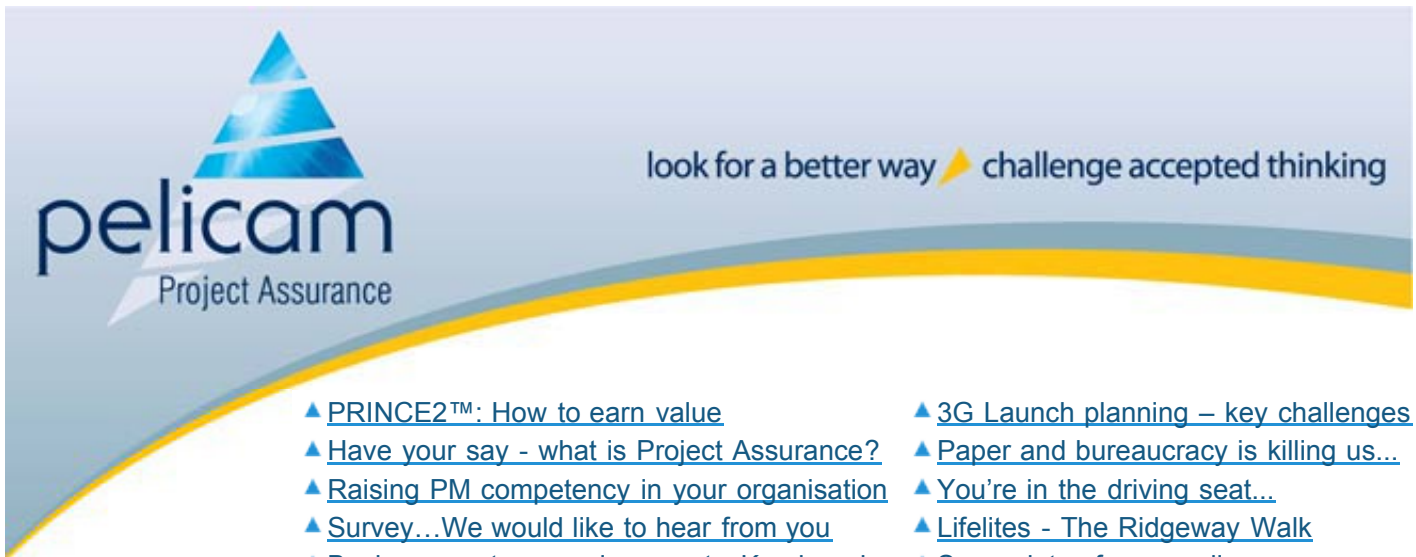 pelicam
Project Assurance
look for a better way challenge accepted thinking
PRINCE2™: How to earn value
Have your say - what is Project Assurance?
Raising PM competency in your organisation
Survey…We would like to hear from you
3G Launch planning – key challenges
Paper and bureaucracy is killing us...
You're in the driving seat...
Lifelites - The Ridgeway Walk